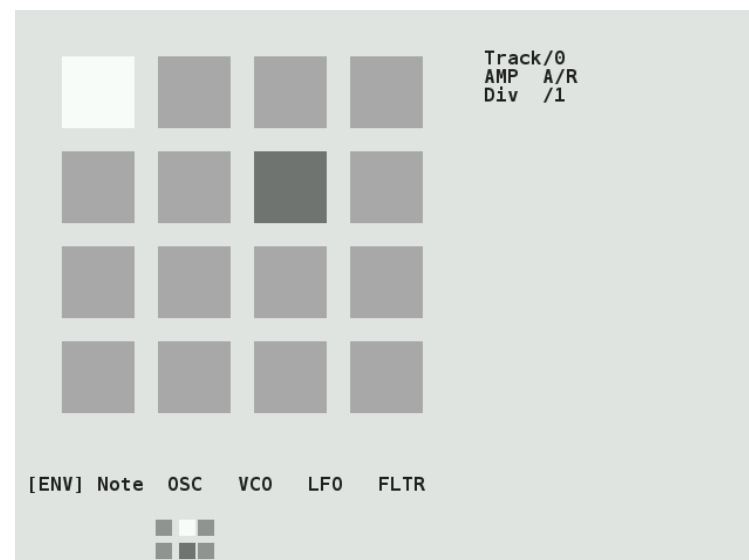 Track/0
AMP  A/R
Div  /1
[ENV] Note  OSC   VCO   LFO   FLTR